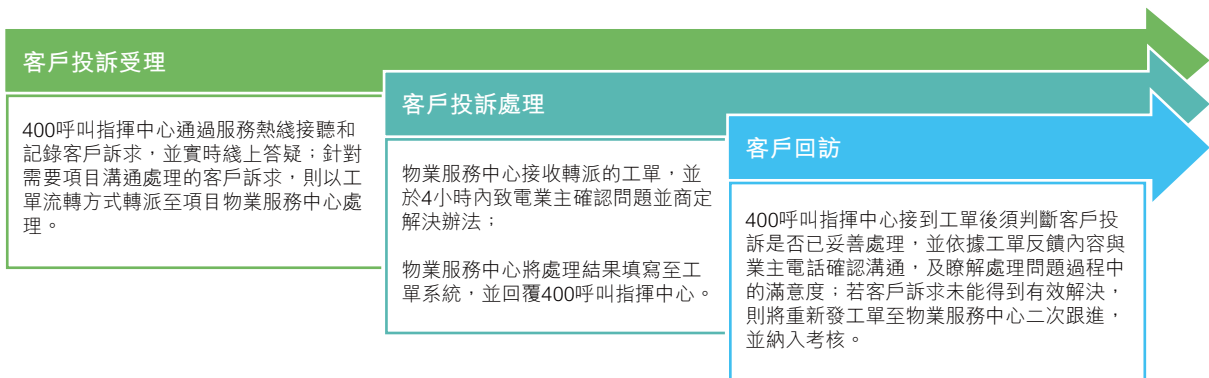 客戶投訴受理
400呼叫指揮中心通過服務熱綫接聽和
記錄客戶訴求，並實時綫上答疑；針對
需要項目溝通處理的客戶訴求，則以工
單流轉方式轉派至項目物業服務中心處
理。
客戶投訴處理
物業服務中心接收轉派的工單，並
於4小時內致電業主確認問題並商定
解決辦法；
物業服務中心將處理結果填寫至工
單系統，並回覆400呼叫指揮中心。
客戶回訪
400呼叫指揮中心接到工單後須判斷客戶投
訴是否已妥善處理，並依據工單反饋內容與
業主電話確認溝通，及瞭解處理問題過程中
的滿意度；若客戶訴求未能得到有效解決，
則將重新發工單至物業服務中心二次跟進，
並納入考核。